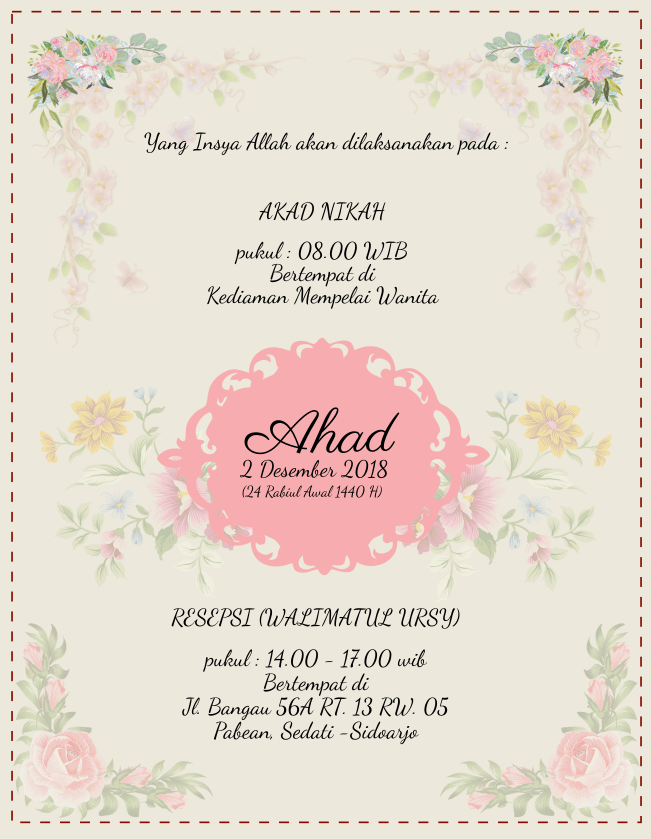 Yang Insya Allah akan dilaksanakan pada :
AKAD NIKAH
pukul : 08.00 WIB
Bertempat di
Kediaman Mempelai Wanita
Ahad
2 Desember 2018
(24 Rabiul Awal 1440 H)
RESEPSI (WALIMATUL URSY)
pukul : 14.00 - 17.00 wib
Bertempat di
Jl. Bangau 56A RT. 13 RW. 05
Pabean, Sedati -Sidoarjo